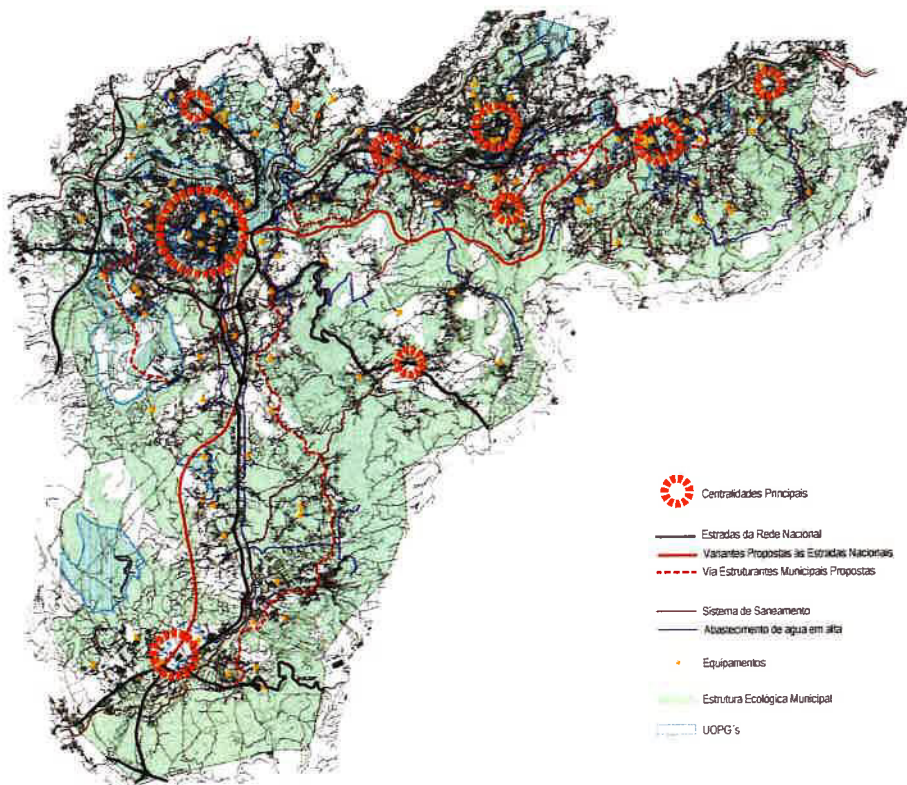 Centralidades Principais
Estradas da Rede Nacional
Variantes Propostas às Estradas Nacionais
Via Estruturantes Municipais Propostas
Sistema de Saneamento
Abastecimento de água em alta
Equipamentos
Estrutura Ecológica Municipal
UOPG´s